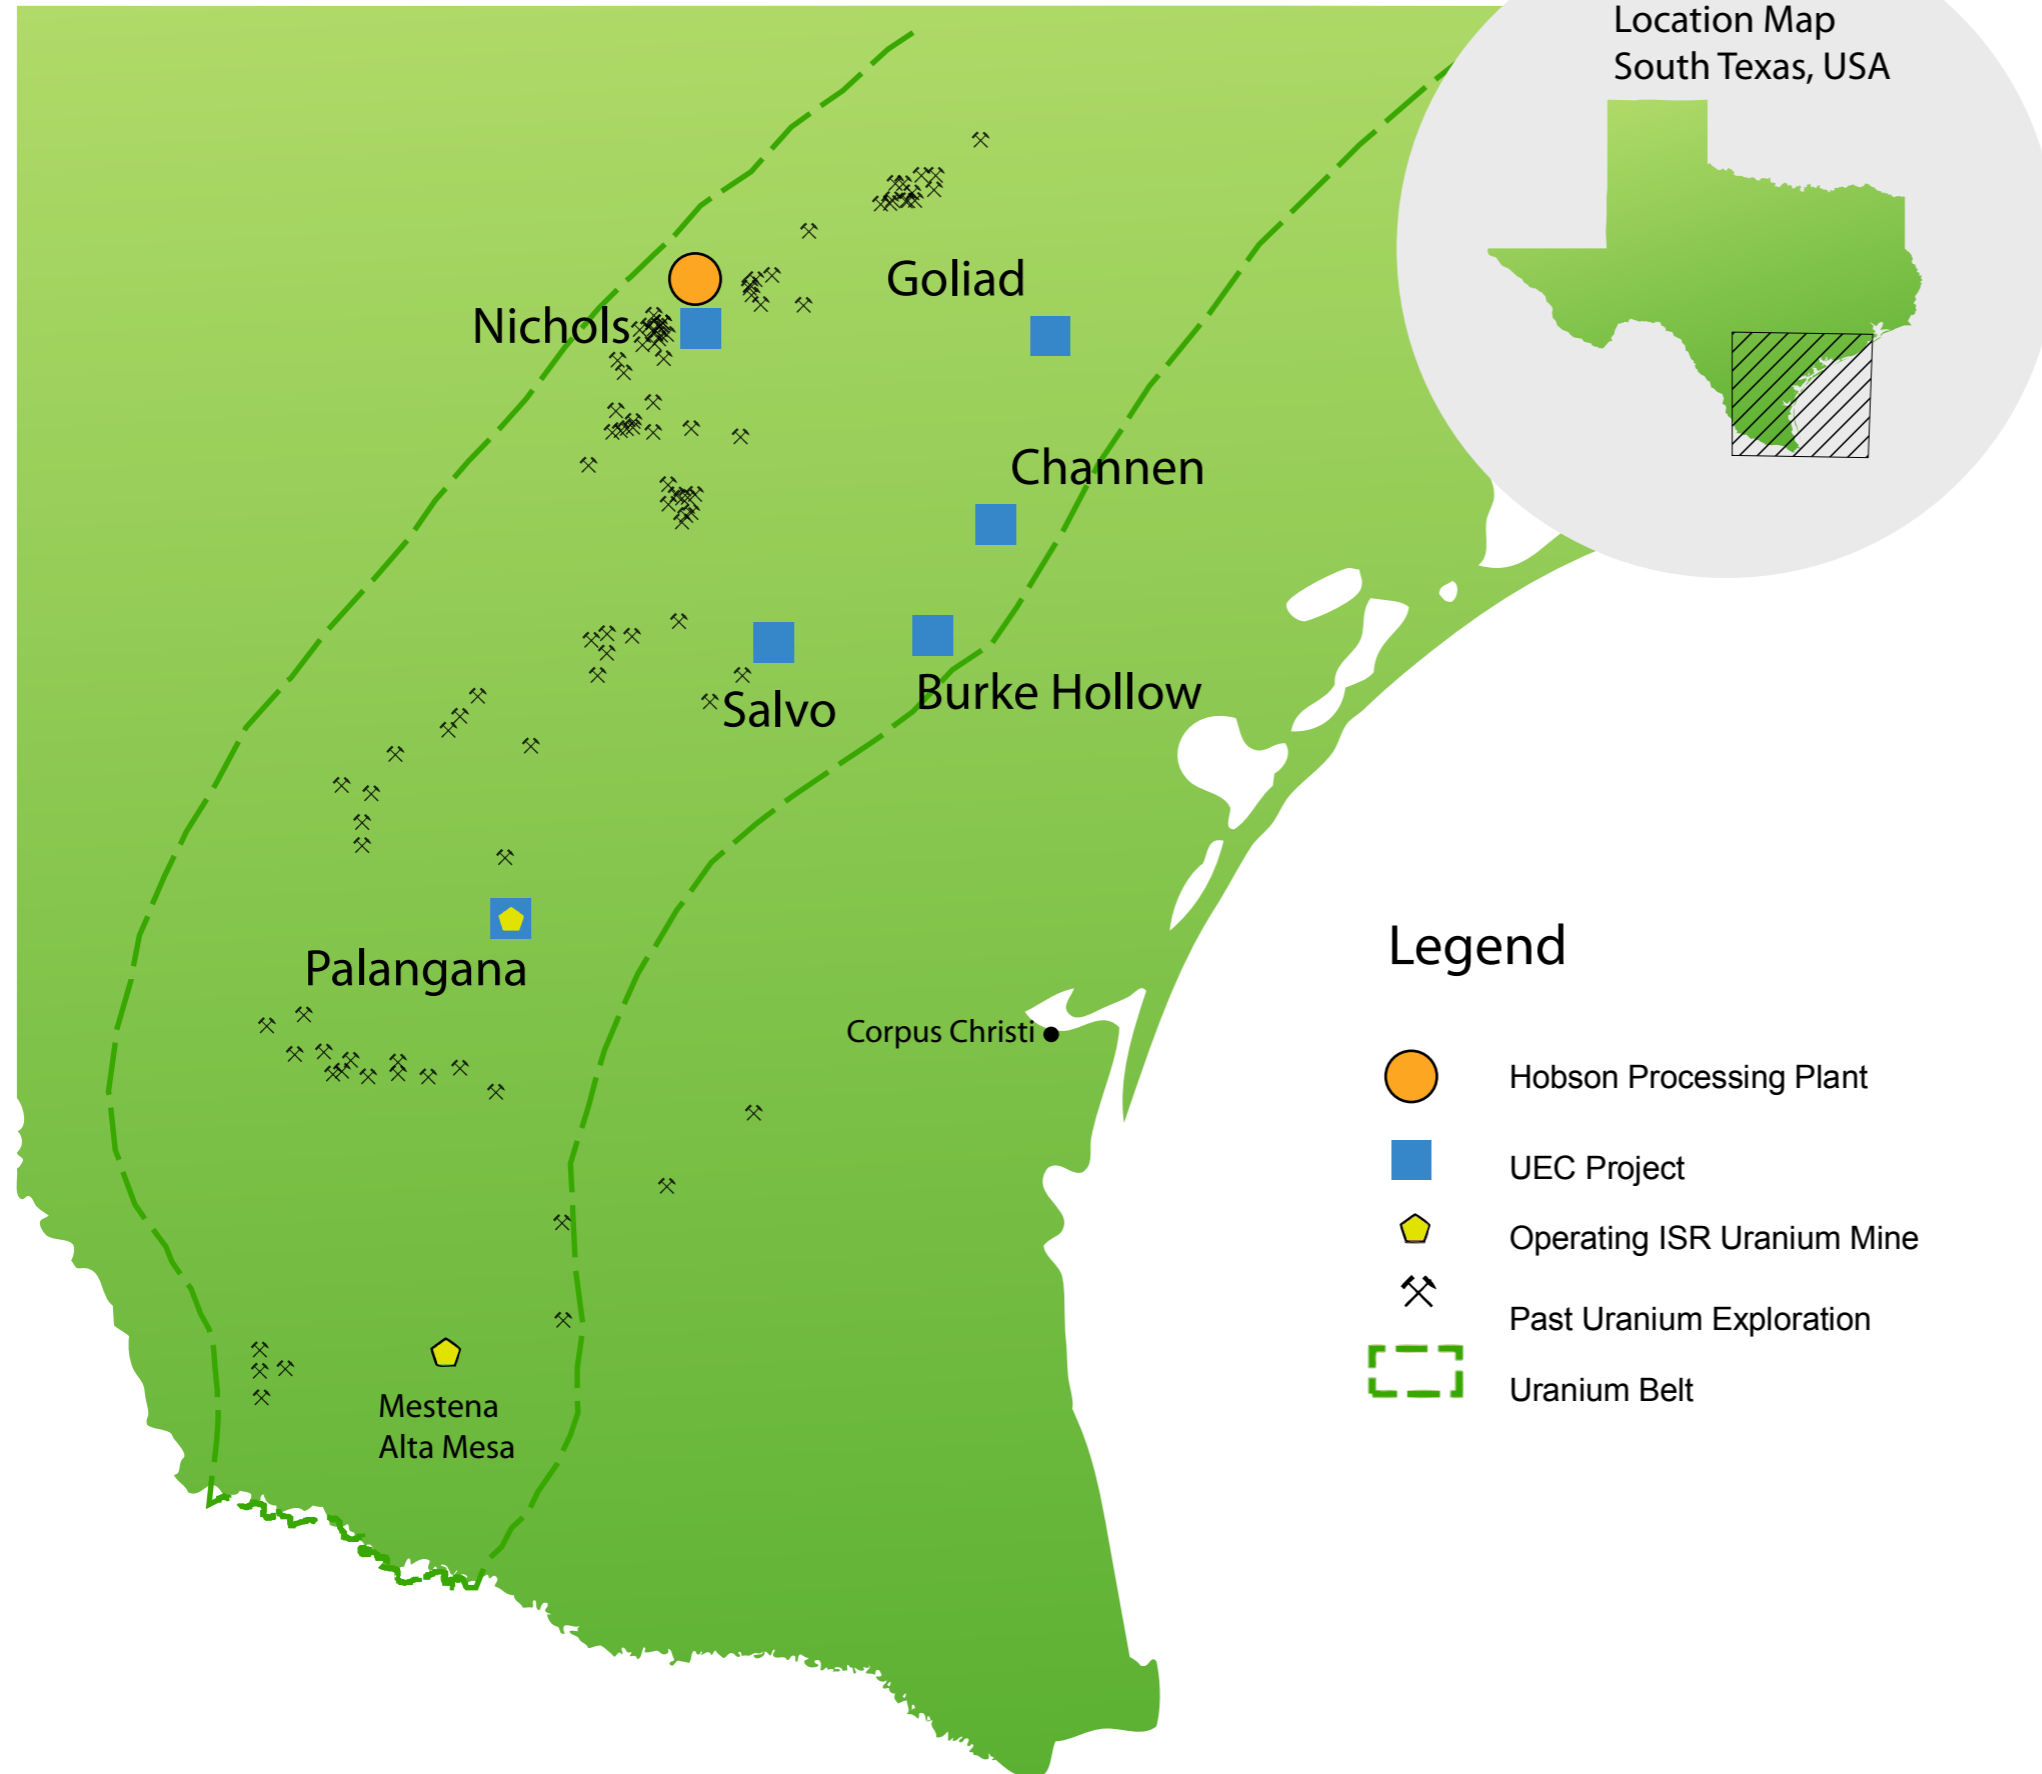 Location Map
South Texas, USA
Goliad
Nichols
Channen
Burke Hollow
Salvo
Palangana
Corpus Christi
Mestena
Alta Mesa
Legend
Hobson Processing Plant
UEC Project
Operating ISR Uranium Mine
Past Uranium Exploration
Uranium Belt